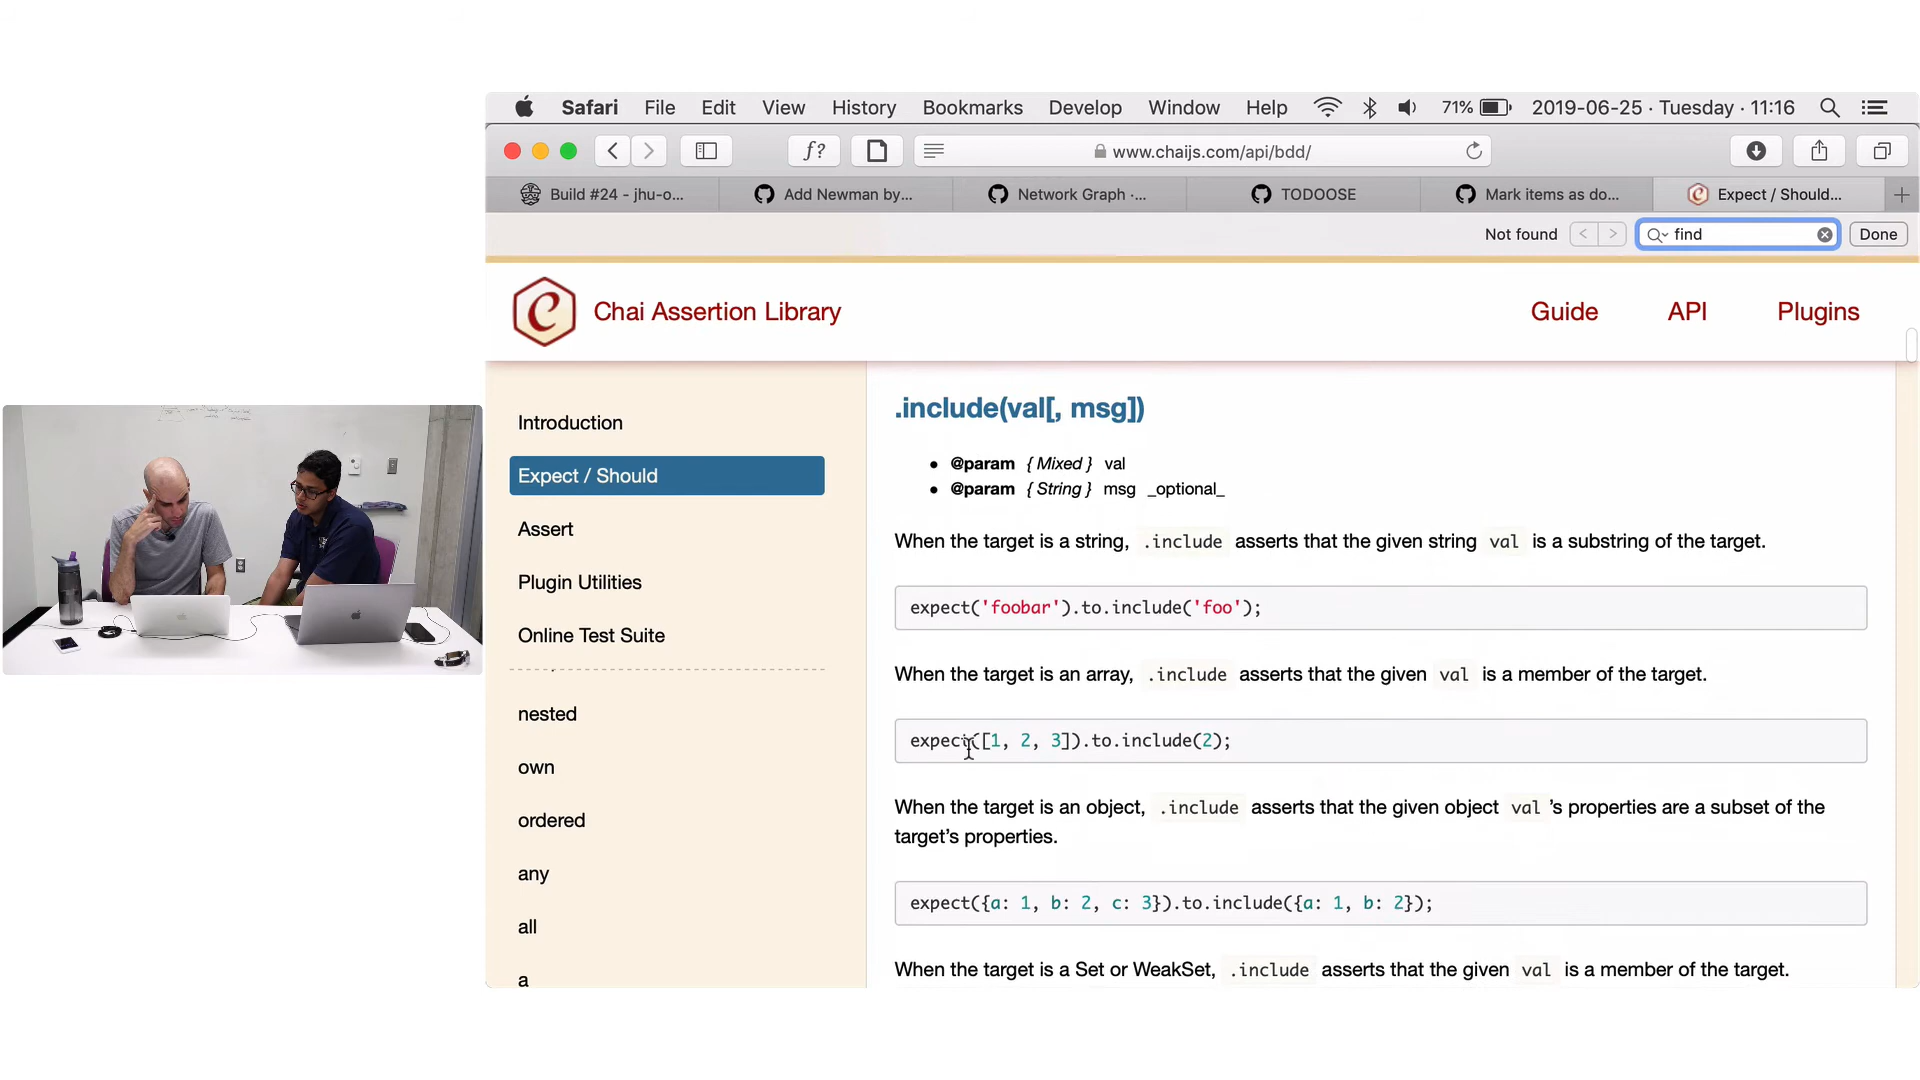 Safari File Edit View History Bookmarks Develop Window Help 71% 2019-06-25 · Tuesday · 11:16
ƒ? www.chaijs.com/api/bdd/
Build #24 - jhu-o... Add Newman by... Network Graph ·... TODOOSE Mark items as do... Expect / Should...
Not found < > find Done
Chai Assertion Library Guide API Plugins
Introduction
Expect / Should
Assert
Plugin Utilities
Online Test Suite
nested
own
ordered
any
all
a
.include(val[, msg])
• @param { Mixed } val
• @param { String } msg _optional_
When the target is a string, .include asserts that the given string val is a substring of the target.
expect('foobar').to.include('foo');
When the target is an array, .include asserts that the given val is a member of the target.
expect([1, 2, 3]).to.include(2);
When the target is an object, .include asserts that the given object val 's properties are a subset of the
target's properties.
expect({a: 1, b: 2, c: 3}).to.include({a: 1, b: 2});
When the target is a Set or WeakSet, .include asserts that the given val is a member of the target.